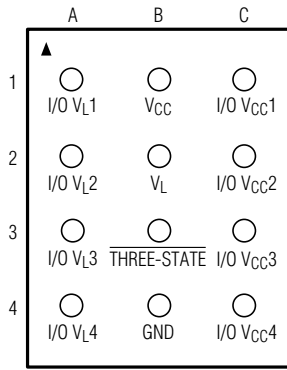 A B C
1
I/O VL1 VCC I/O VCC1
2
I/O VL2 VL I/O VCC2
3
I/O VL3 THREE-STATE I/O VCC3
4
I/O VL4 GND I/O VCC4